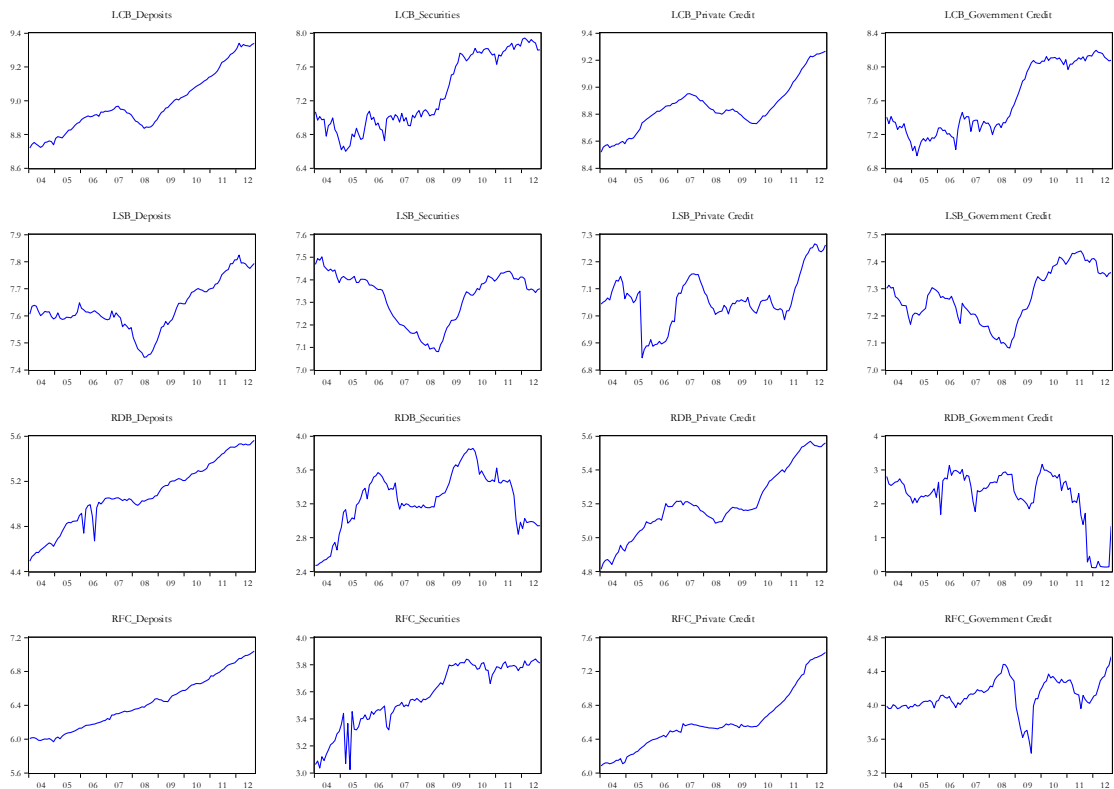 LCB_Deposits
9.4
9.2
9.0
8.8
8.6
04 05 06 07 08 09 10 11 12
LCB_Securities
8.0
7.6
7.2
6.8
6.4
04 05 06 07 08 09 10 11 12
LCB_Private Credit
9.4
9.2
9.0
8.8
8.6
8.4
04 05 06 07 08 09 10 11 12
LCB_Government Credit
8.4
8.0
7.6
7.2
6.8
04 05 06 07 08 09 10 11 12
LSB_Deposits
7.9
7.8
7.7
7.6
7.5
7.4
04 05 06 07 08 09 10 11 12
LSB_Securities
7.6
7.5
7.4
7.3
7.2
7.1
7.0
04 05 06 07 08 09 10 11 12
LSB_Private Credit
7.3
7.2
7.1
7.0
6.9
6.8
04 05 06 07 08 09 10 11 12
LSB_Government Credit
7.5
7.4
7.3
7.2
7.1
7.0
04 05 06 07 08 09 10 11 12
RDB_Deposits
5.6
5.2
4.8
4.4
04 05 06 07 08 09 10 11 12
RDB_Securities
4.0
3.6
3.2
2.8
2.4
04 05 06 07 08 09 10 11 12
RDB_Private Credit
5.6
5.4
5.2
5.0
4.8
04 05 06 07 08 09 10 11 12
RDB_Government Credit
4
3
2
1
0
04 05 06 07 08 09 10 11 12
RFC_Deposits
7.2
6.8
6.4
6.0
5.6
04 05 06 07 08 09 10 11 12
RFC_Securities
4.0
3.8
3.6
3.4
3.2
3.0
04 05 06 07 08 09 10 11 12
RFC_Private Credit
7.6
7.2
6.8
6.4
6.0
04 05 06 07 08 09 10 11 12
RFC_Government Credit
4.8
4.4
4.0
3.6
3.2
04 05 06 07 08 09 10 11 12